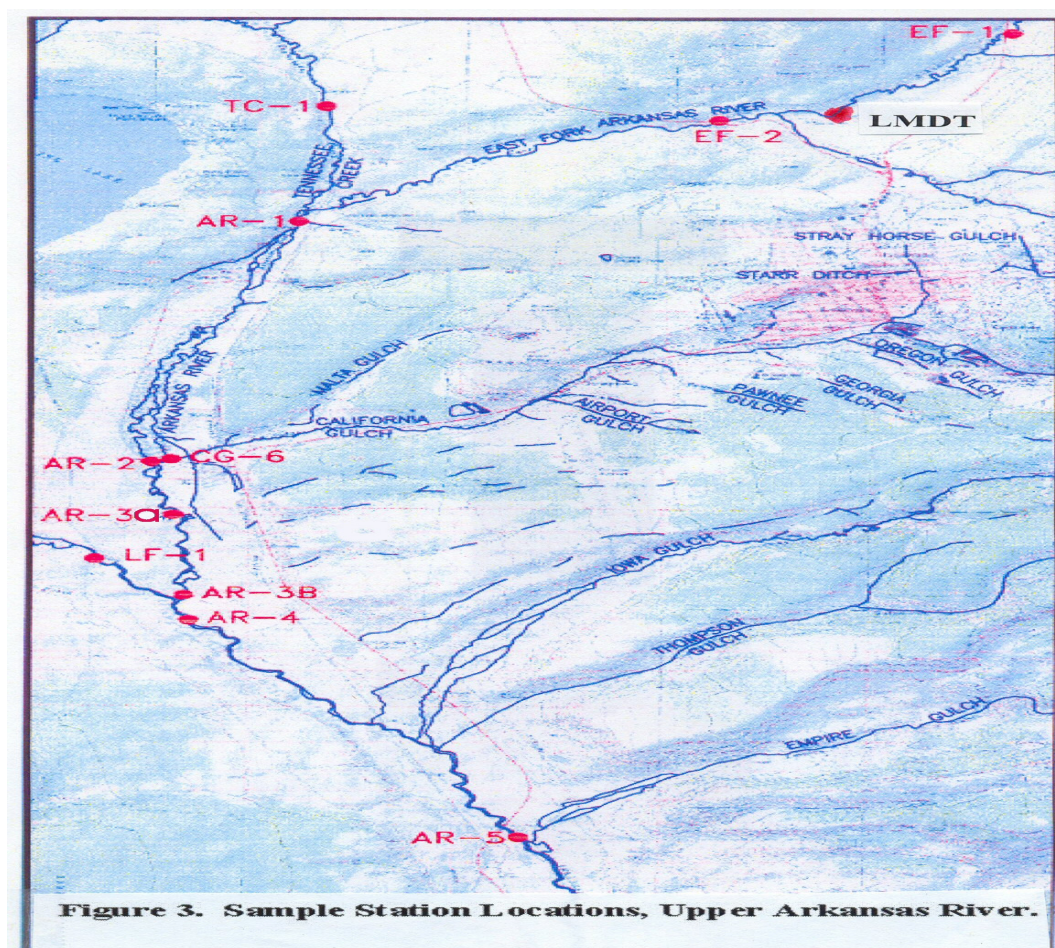 EF-1
TC-1
EAST FORK ARKANSAS RIVER
EF-2
LMDT
TENNESSEE
CREEK
AR-1
STRAY HORSE GULCH
STARR DITCH
ARKANSAS RIVER
MALTA GULCH
OREGON GULCH
GEORGIA
GULCH
PAWNEE
GULCH
AIRPORT
GULCH
CALIFORNIA
GULCH
AR-2
CG-6
AR-3a
LF-1
IOWA GULCH
AR-3B
AR-4
THOMPSON
GULCH
EMPIRE GULCH
AR-5
Figure 3. Sample Station Locations, Upper Arkansas River.